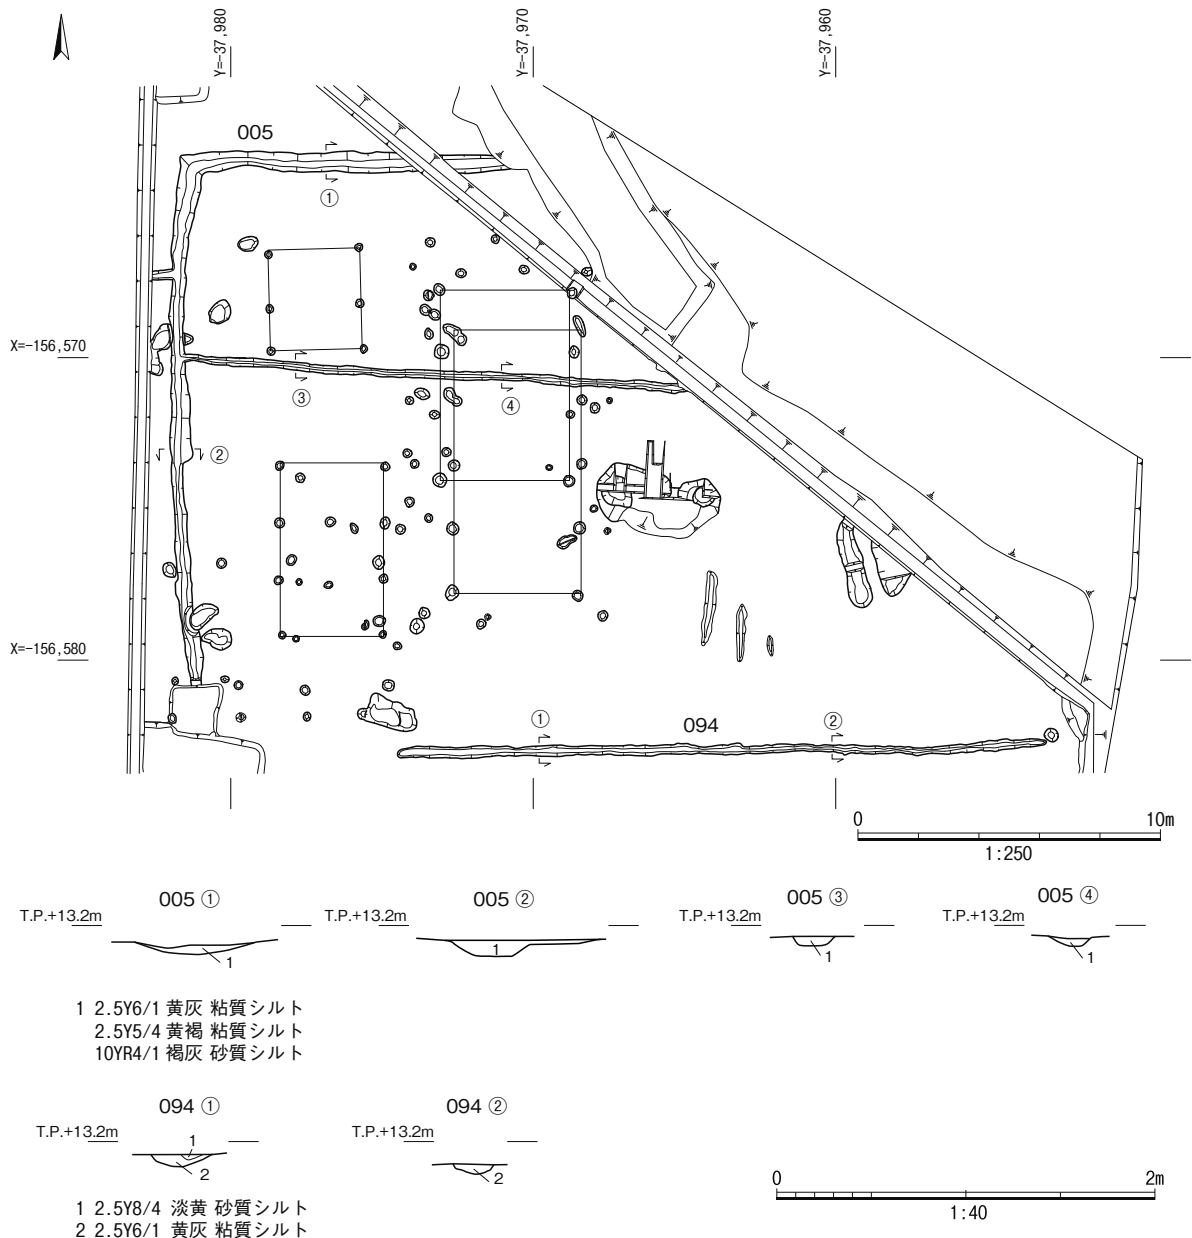 Y=-37,980
Y=-37,970
Y=-37,960
005
①
X=-156,570
③
④
②
X=-156,580
①
094
②
0 10m
1:250
005 ①
005 ②
005 ③
005 ④
T.P.+13.2m
T.P.+13.2m
T.P.+13.2m
T.P.+13.2m
1
1
1
1
1 2.5Y6/1 黄灰 粘質シルト
2.5Y5/4 黄褐 粘質シルト
10YR4/1 褐灰 砂質シルト
094 ①
094 ②
T.P.+13.2m
T.P.+13.2m
1
2
2
1 2.5Y8/4 淡黄 砂質シルト
2 2.5Y6/1 黄灰 粘質シルト
0 2m
1:40